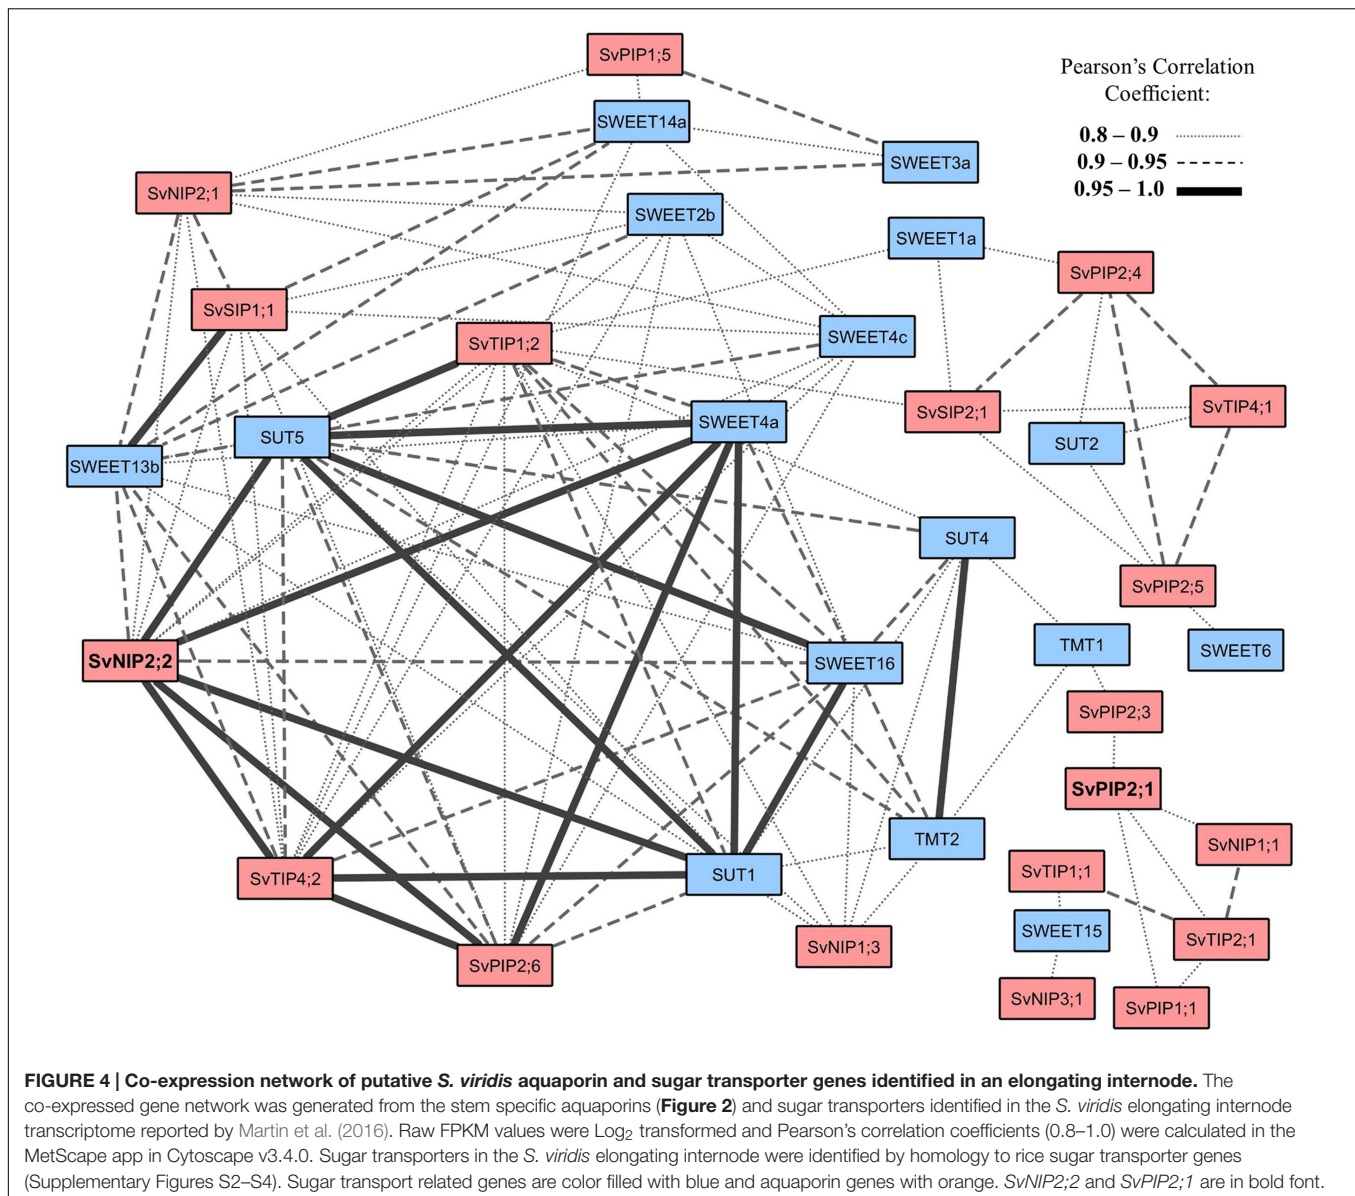 SvPIP1;5
Pearson's Correlation
Coefficient:
0.8 – 0.9
0.9 – 0.95
0.95 – 1.0
SWEET14a
SWEET3a
SvNIP2;1
SWEET2b
SWEET1a
SvPIP2;4
SvSIP1;1
SvTIP1;2
SWEET4c
SvSIP2;1
SvTIP4;1
SUT5
SWEET4a
SUT2
SWEET13b
SUT4
SvPIP2;5
SvNIP2;2
SWEET16
TMT1
SWEET6
SvPIP2;3
SvPIP2;1
TMT2
SvNIP1;1
SvTIP4;2
SUT1
SvTIP1;1
SWEET15
SvTIP2;1
SvPIP2;6
SvNIP1;3
SvNIP3;1
SvPIP1;1
FIGURE 4 | Co-expression network of putative S. viridis aquaporin and sugar transporter genes identified in an elongating internode. The
co-expressed gene network was generated from the stem specific aquaporins (Figure 2) and sugar transporters identified in the S. viridis elongating internode
transcriptome reported by Martin et al. (2016). Raw FPKM values were Log2 transformed and Pearson's correlation coefficients (0.8–1.0) were calculated in the
MetScape app in Cytoscape v3.4.0. Sugar transporters in the S. viridis elongating internode were identified by homology to rice sugar transporter genes
(Supplementary Figures S2–S4). Sugar transport related genes are color filled with blue and aquaporin genes with orange. SvNIP2;2 and SvPIP2;1 are in bold font.